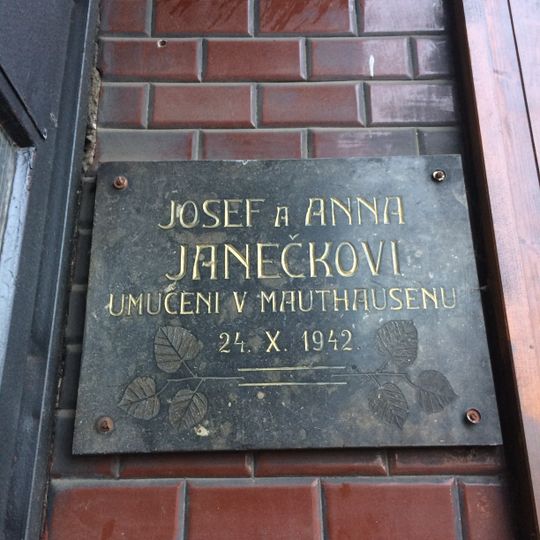 JOSEF A ANNA
JANEČKOVI
UMUČENI V MAUTHAUSENU
24. X. 1942.